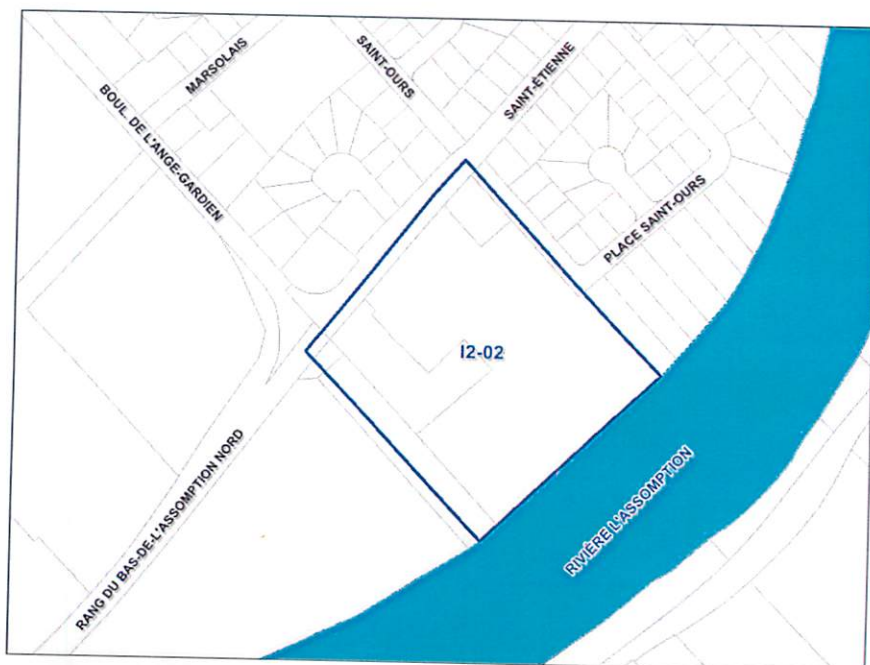 MARSOLAIS
SAINT-OURS
SAINT-ÉTIENNE
BOUL. DE L'ANGE-GARDIEN
PLACE SAINT-OURS
I2-02
RANG DU BAS-DE-L'ASSOMPTION NORD
RIVIÈRE L'ASSOMPTION